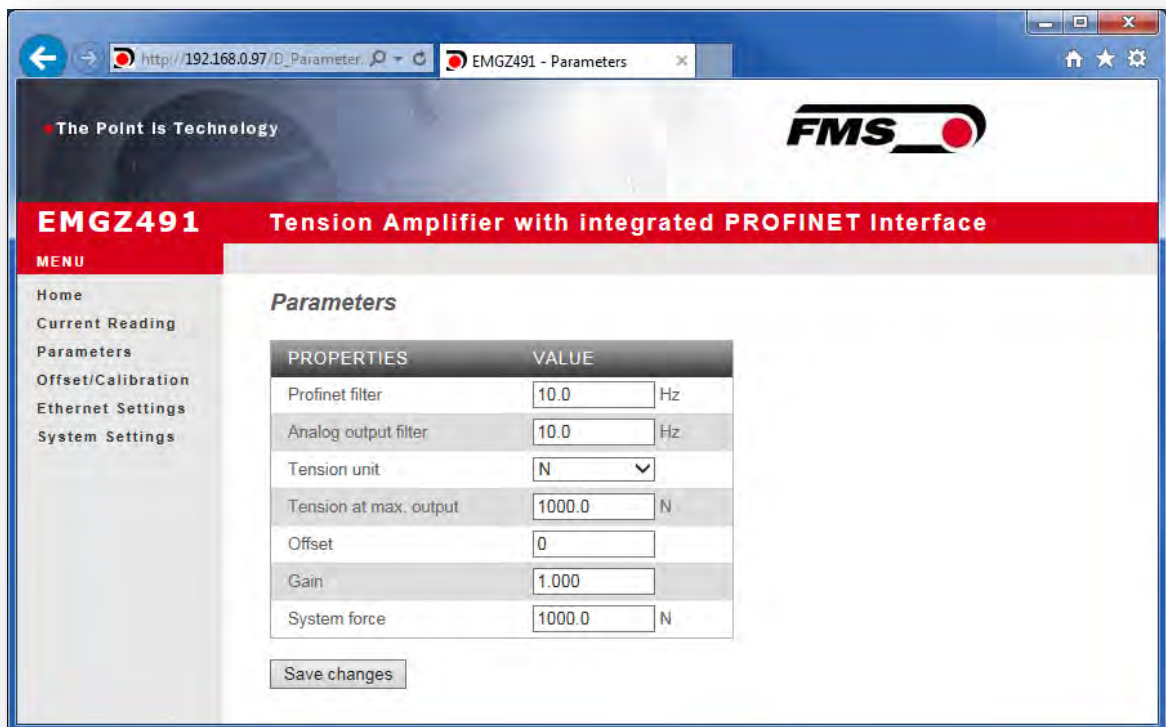 http://192.168.0.97/D_Parameter. EMGZ491 - Parameters
The Point is Technology
FMS
EMGZ491 Tension Amplifier with integrated PROFINET Interface
MENU
Home
Current Reading
Parameters
Offset/Calibration
Ethernet Settings
System Settings
Parameters
PROPERTIES VALUE
Profinet filter 10.0 Hz
Analog output filter 10.0 Hz
Tension unit N
Tension at max. output 1000.0 N
Offset 0
Gain 1.000
System force 1000.0 N
Save changes